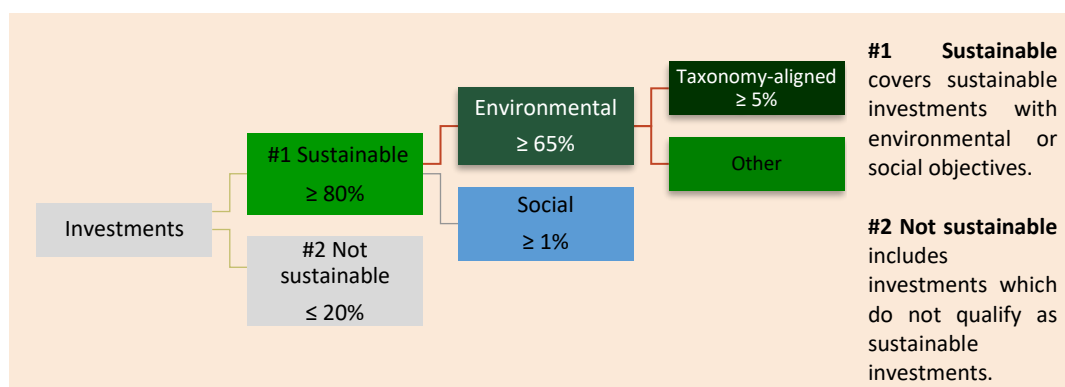 Investments
#1 Sustainable
≥ 80%
#2 Not
sustainable
≤ 20%
Environmental
≥ 65%
Social
≥ 1%
Taxonomy-aligned
≥ 5%
Other
#1 Sustainable
covers sustainable
investments with
environmental or
social objectives.
#2 Not sustainable
includes
investments which
do not qualify as
sustainable
investments.